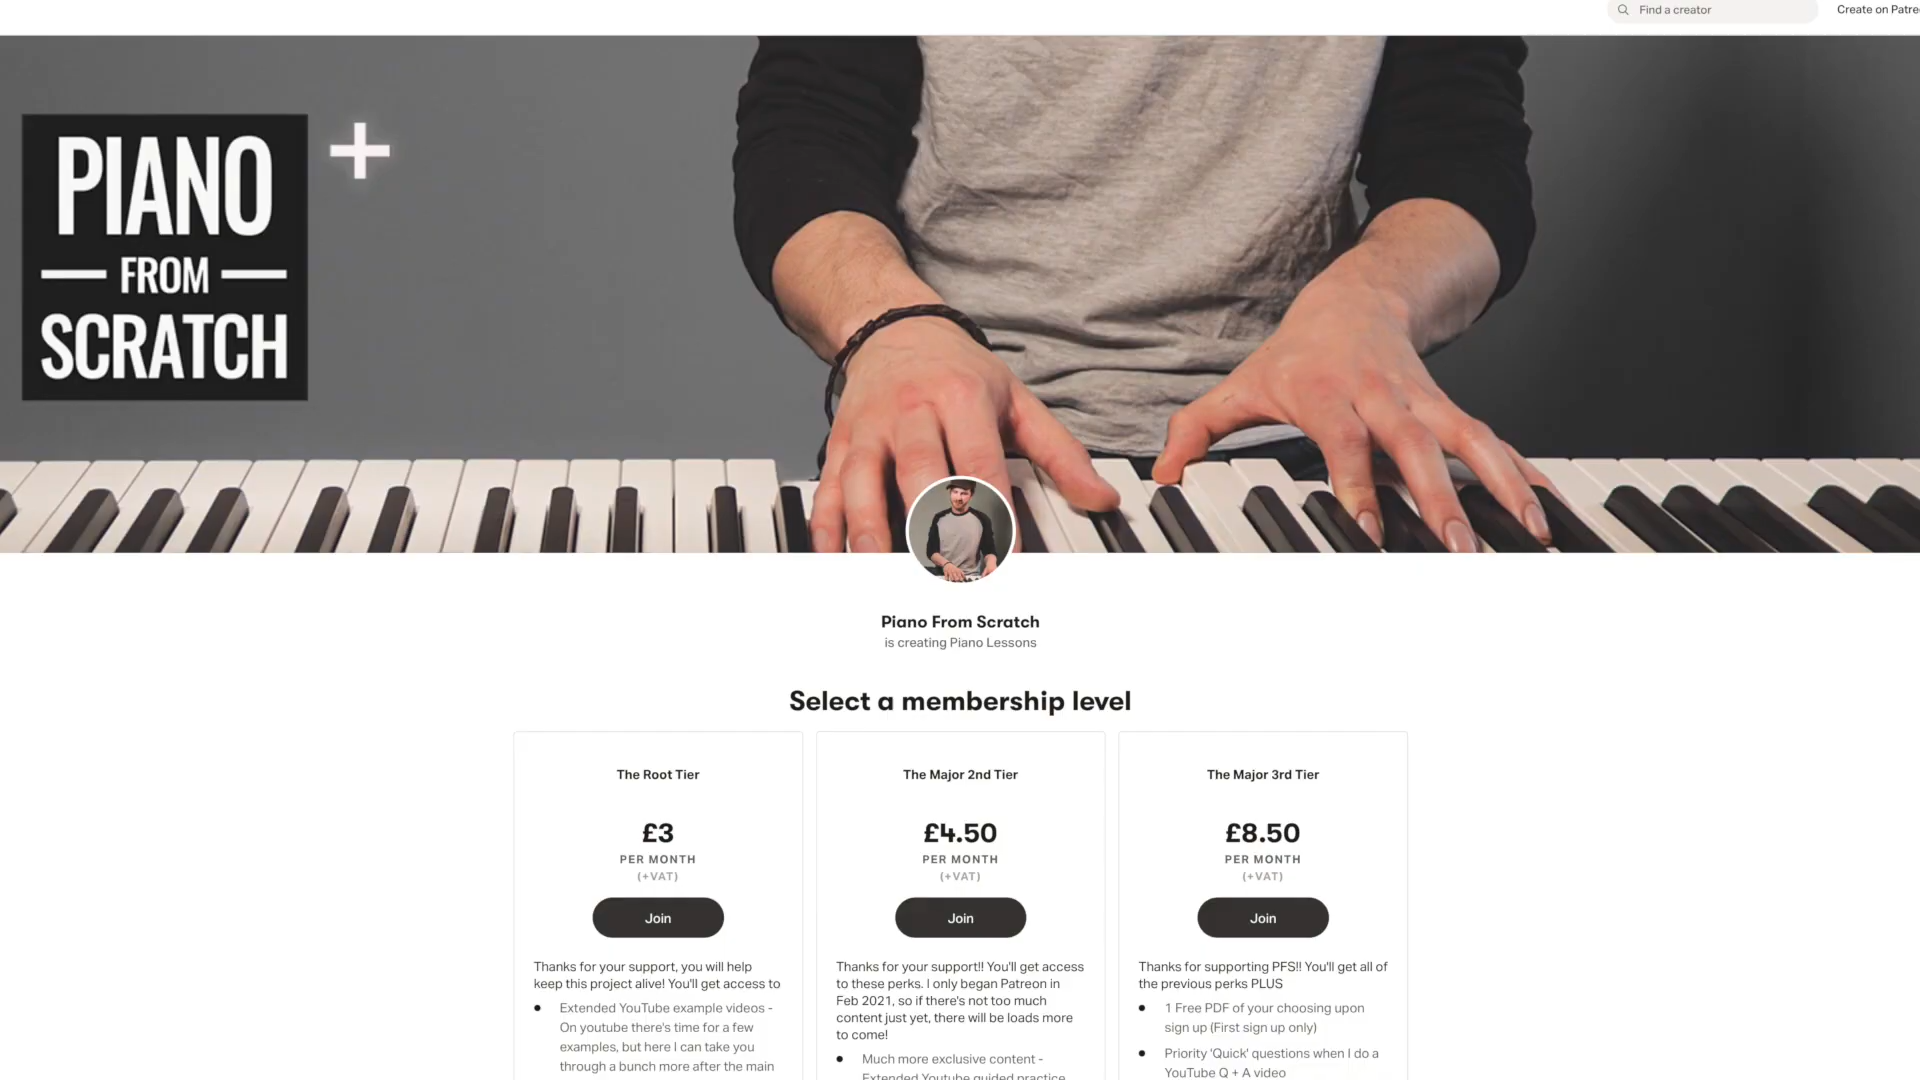 Find a creator
Create on Patre
PIANO
FROM
SCRATCH
Piano From Scratch
is creating Piano Lessons
Select a membership level
The Root Tier
£3
PER MONTH
(+VAT)
Join
Thanks for your support, you will help
keep this project alive! You'll get access to
Extended YouTube example videos -
On youtube there's time for a few
examples, but here I can take you
through a bunch more after the main
The Major 2nd Tier
£4.50
PER MONTH
(+VAT)
Join
Thanks for your support!! You'll get access
to these perks. I only began Patreon in
Feb 2021, so if there's not too much
content just yet, there will be loads more
to come!
Much more exclusive content -
Extended Youtube guided practice
The Major 3rd Tier
£8.50
PER MONTH
(+VAT)
Join
Thanks for supporting PFS!! You'll get all of
the previous perks PLUS
1 Free PDF of your choosing upon
sign up (First sign up only)
Priority 'Quick' questions when I do a
YouTube Q + A video